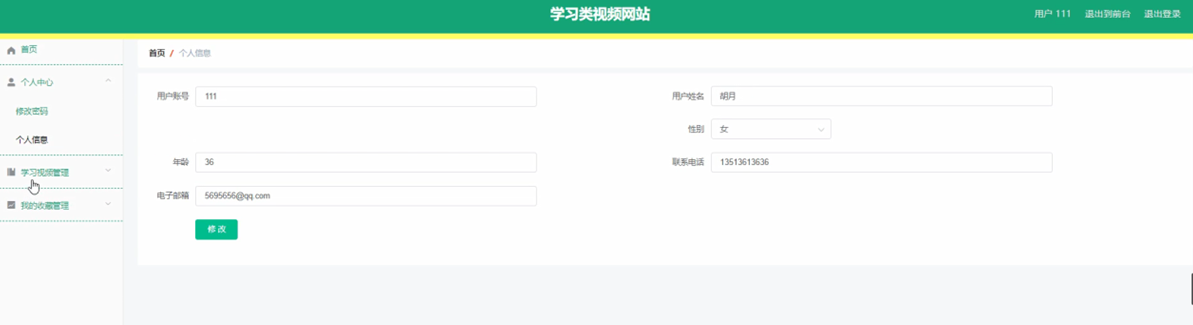 学习类视频网站
用户 111 退出到前台 退出登录
首页
首页 / 个人信息
个人中心
修改密码
个人信息
学习视频管理
我的收藏管理
用户账号 111 用户姓名 胡月
性别 女
年龄 36 联系电话 13513613636
电子邮箱 5695656@qq.com
修改